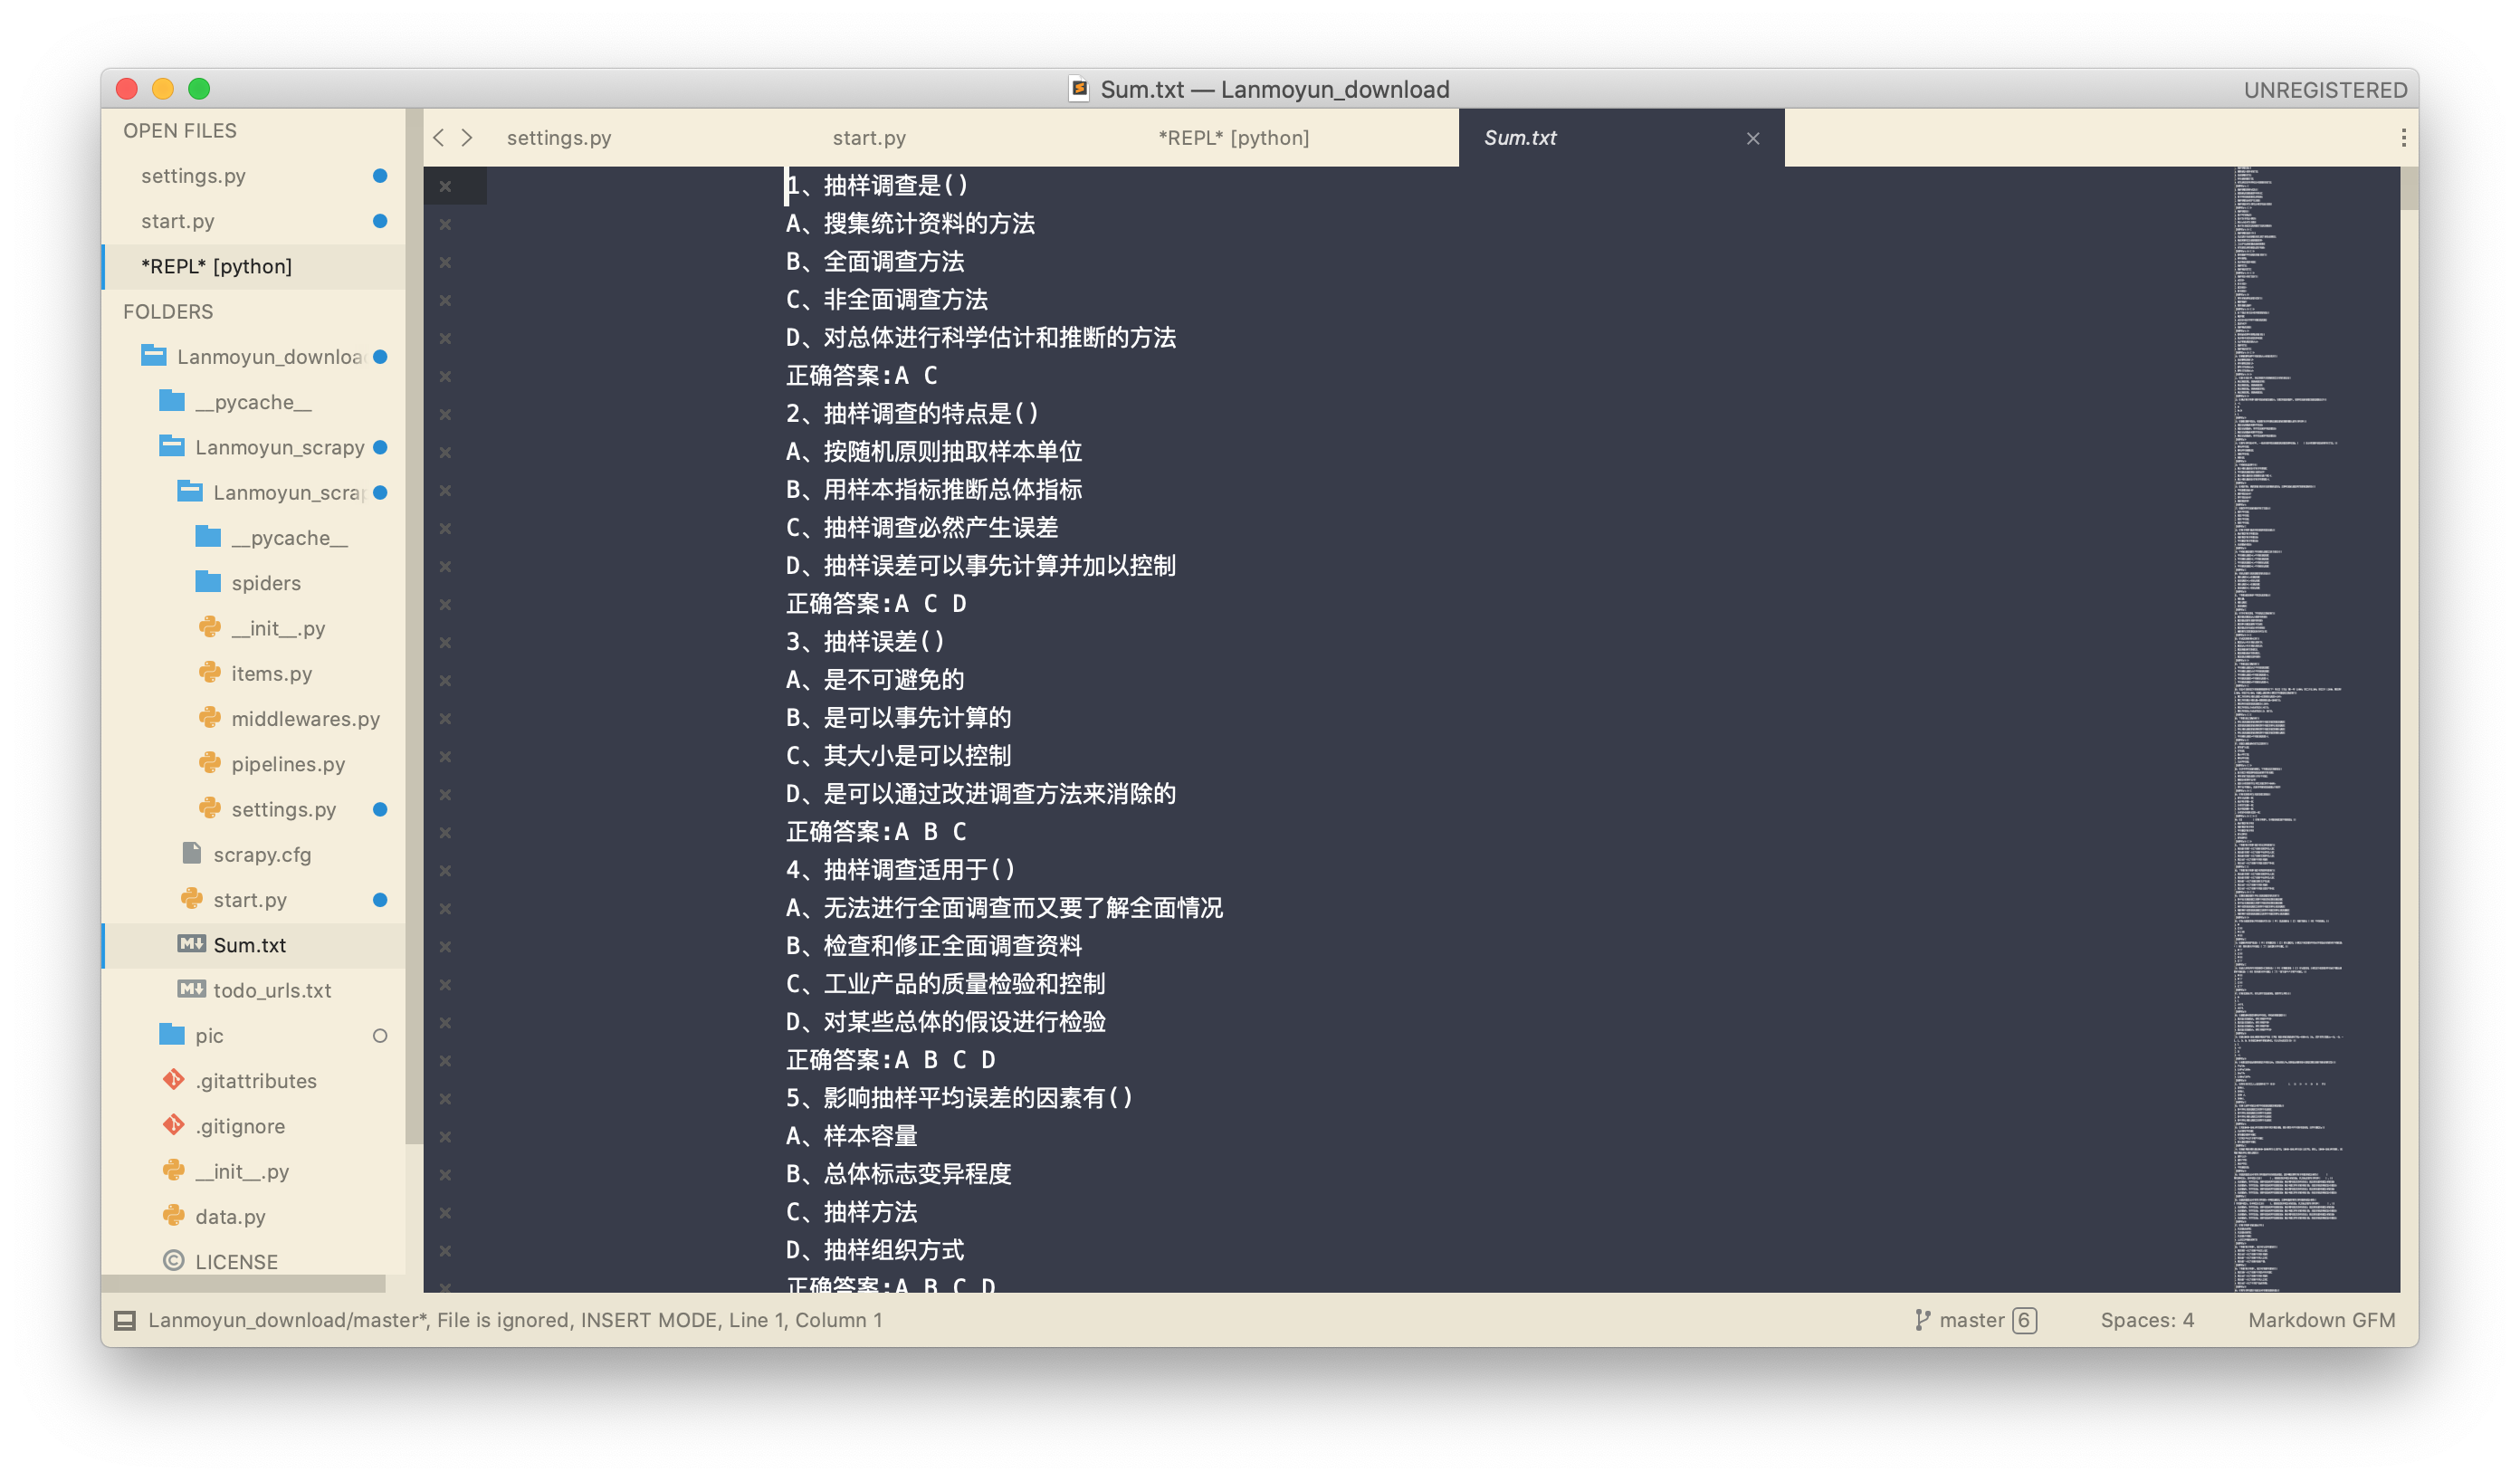 Sum.txt — Lanmoyun_download
UNREGISTERED
OPEN FILES
settings.py
start.py
*REPL* [python]
FOLDERS
Lanmoyun_downloa
__pycache__
Lanmoyun_scrapy
Lanmoyun_scrap
__pycache__
spiders
__init__.py
items.py
middlewares.py
pipelines.py
settings.py
scrapy.cfg
start.py
Sum.txt
todo_urls.txt
pic
.gitattributes
.gitignore
__init__.py
data.py
LICENSE
settings.py
start.py
*REPL* [python]
Sum.txt
1、抽样调查是()
A、搜集统计资料的方法
B、全面调查方法
C、非全面调查方法
D、对总体进行科学估计和推断的方法
正确答案:A C
2、抽样调查的特点是()
A、按随机原则抽取样本单位
B、用样本指标推断总体指标
C、抽样调查必然产生误差
D、抽样误差可以事先计算并加以控制
正确答案:A C D
3、抽样误差()
A、是不可避免的
B、是可以事先计算的
C、其大小是可以控制
D、是可以通过改进调查方法来消除的
正确答案:A B C
4、抽样调查适用于()
A、无法进行全面调查而又要了解全面情况
B、检查和修正全面调查资料
C、工业产品的质量检验和控制
D、对某些总体的假设进行检验
正确答案:A B C D
5、影响抽样平均误差的因素有()
A、样本容量
B、总体标志变异程度
C、抽样方法
D、抽样组织方式
正确答案:A B C D
Lanmoyun_download/master*, File is ignored, INSERT MODE, Line 1, Column 1
master 6
Spaces: 4
Markdown GFM